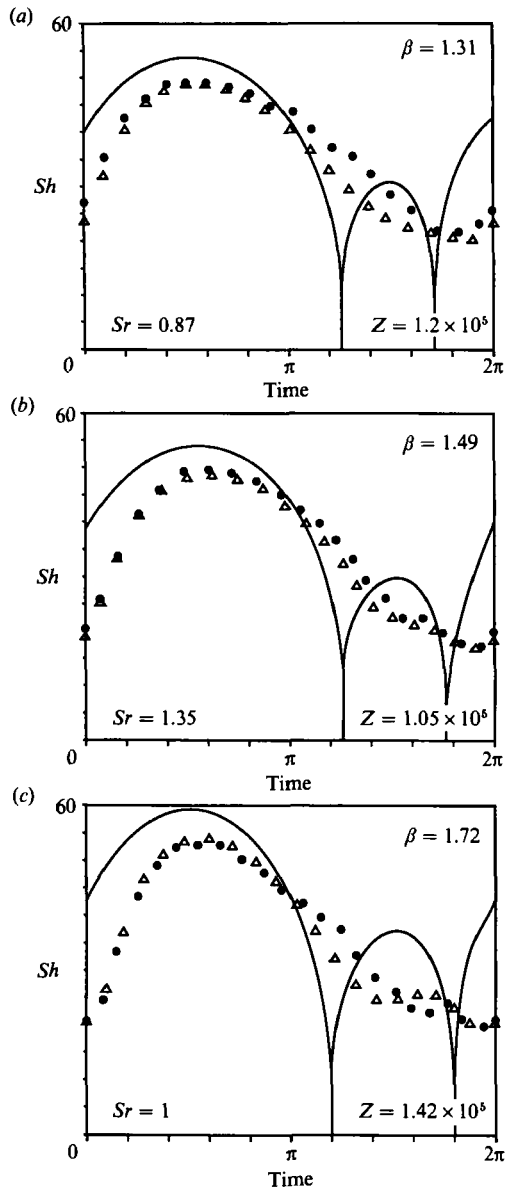 (a)
60
β = 1.31
Sh
Sr = 0.87
Z = 1.2 × 10⁵
0
π
2π
Time
(b)
60
β = 1.49
Sh
Sr = 1.35
Z = 1.05 × 10⁵
0
π
2π
Time
(c)
60
β = 1.72
Sh
Sr = 1
Z = 1.42 × 10⁵
0
π
2π
Time